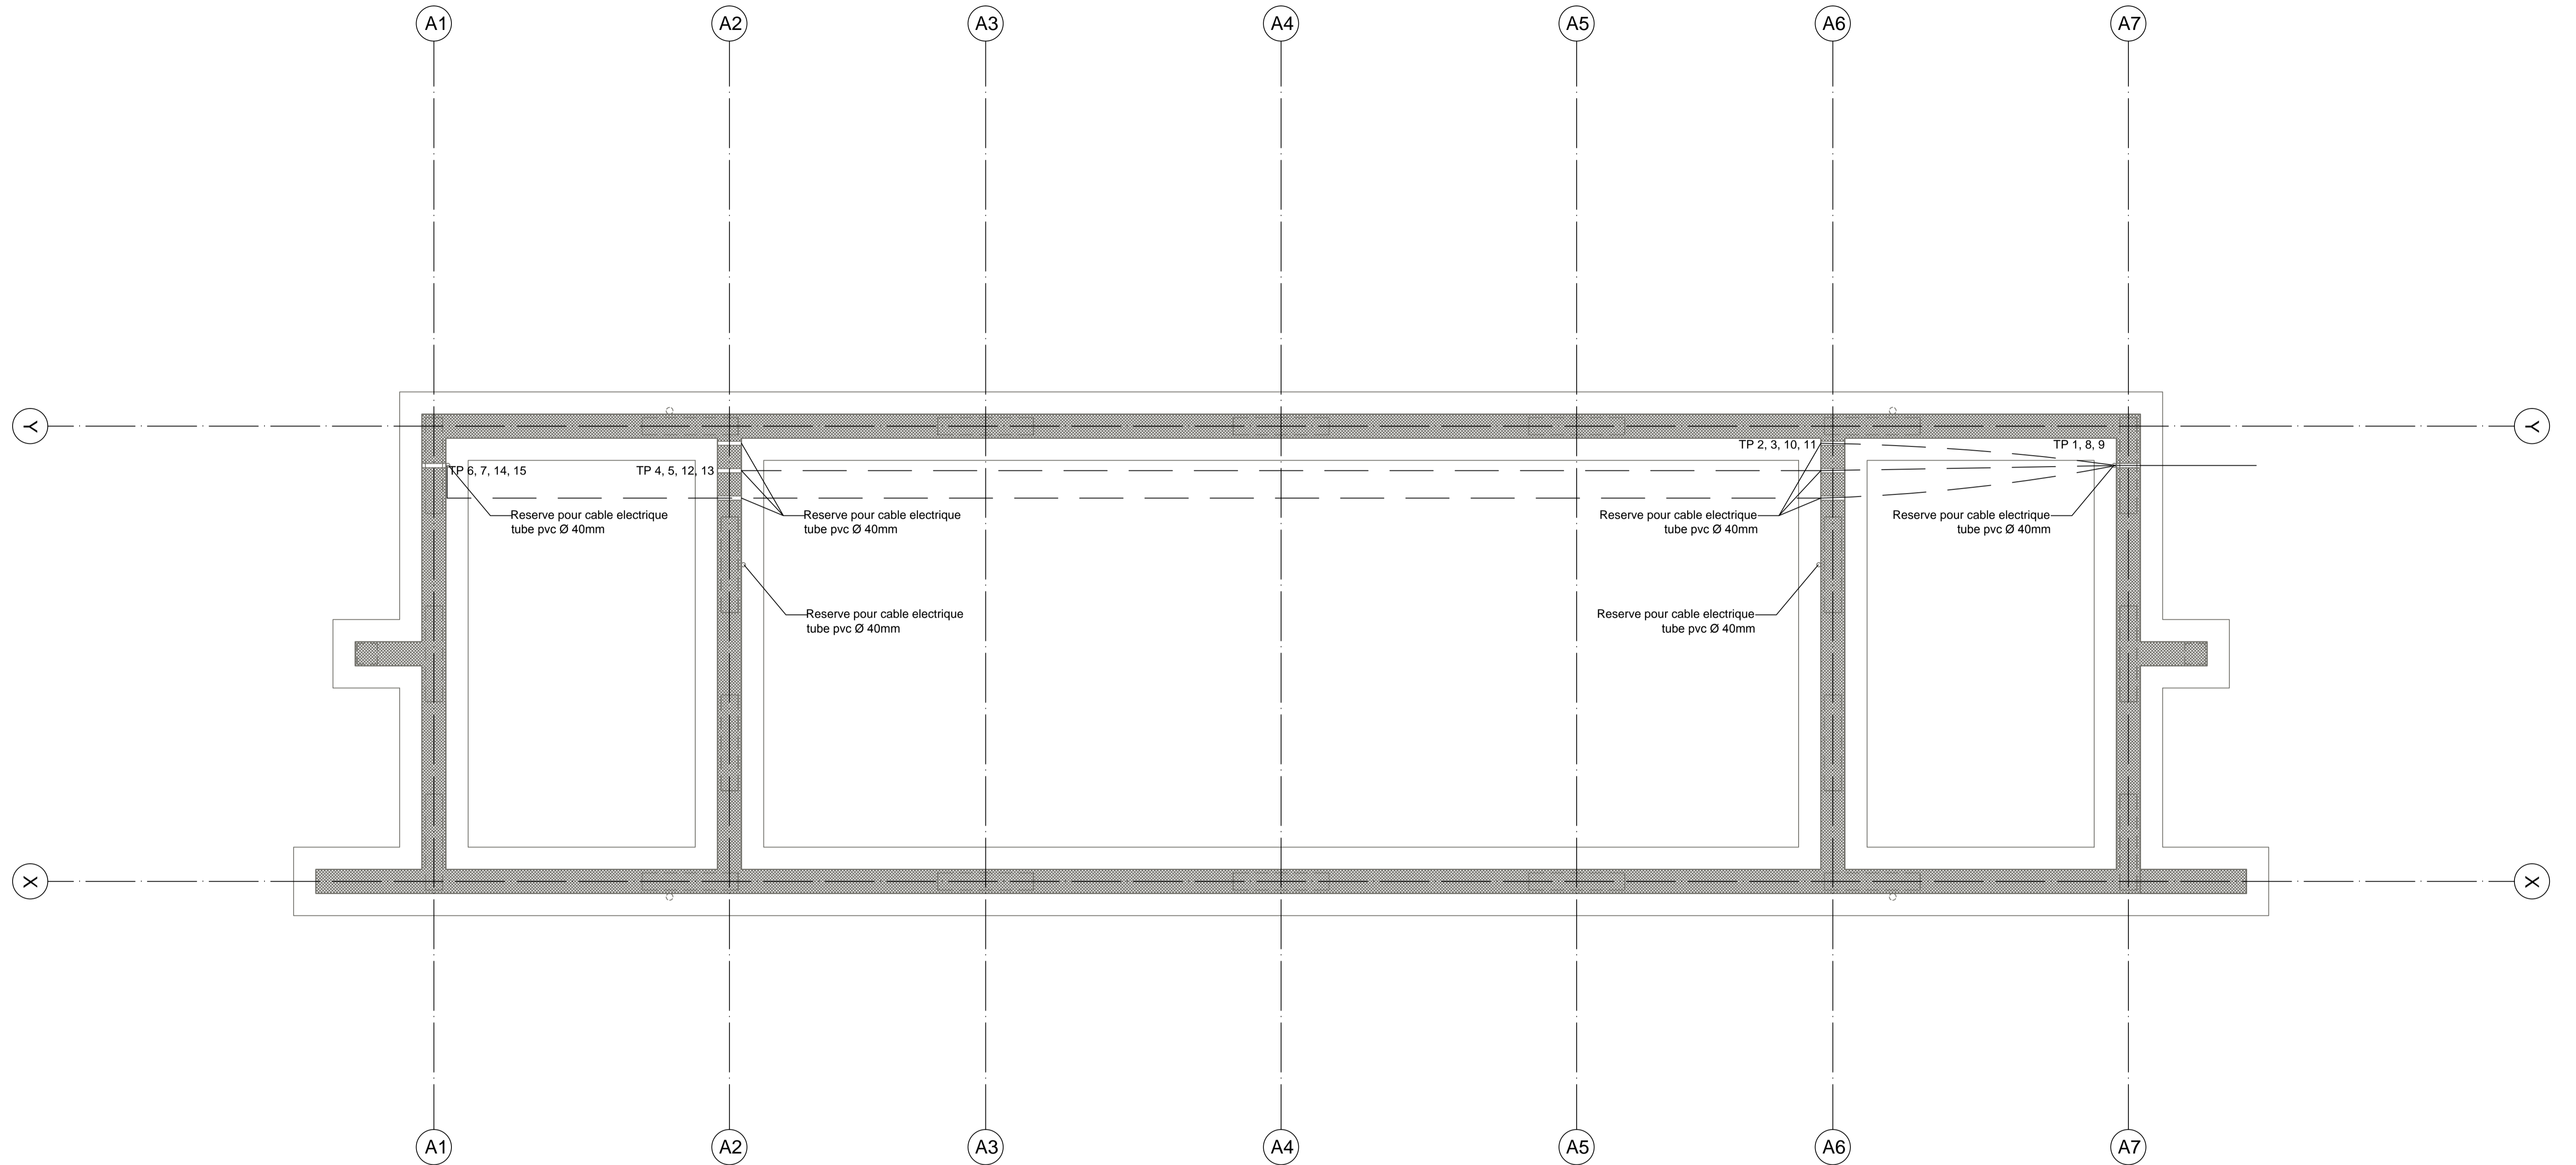 A1
A2
A3
A4
A5
A6
A7
Y
Y
TP 2, 3, 10, 11
TP 1, 8, 9
TP 6, 7, 14, 15
TP 4, 5, 12, 13
Reserve pour cable electrique
tube pvc Ø 40mm
Reserve pour cable electrique
tube pvc Ø 40mm
Reserve pour cable electrique
tube pvc Ø 40mm
Reserve pour cable electrique
tube pvc Ø 40mm
Reserve pour cable electrique
tube pvc Ø 40mm
Reserve pour cable electrique
tube pvc Ø 40mm
X
X
A1
A2
A3
A4
A5
A6
A7